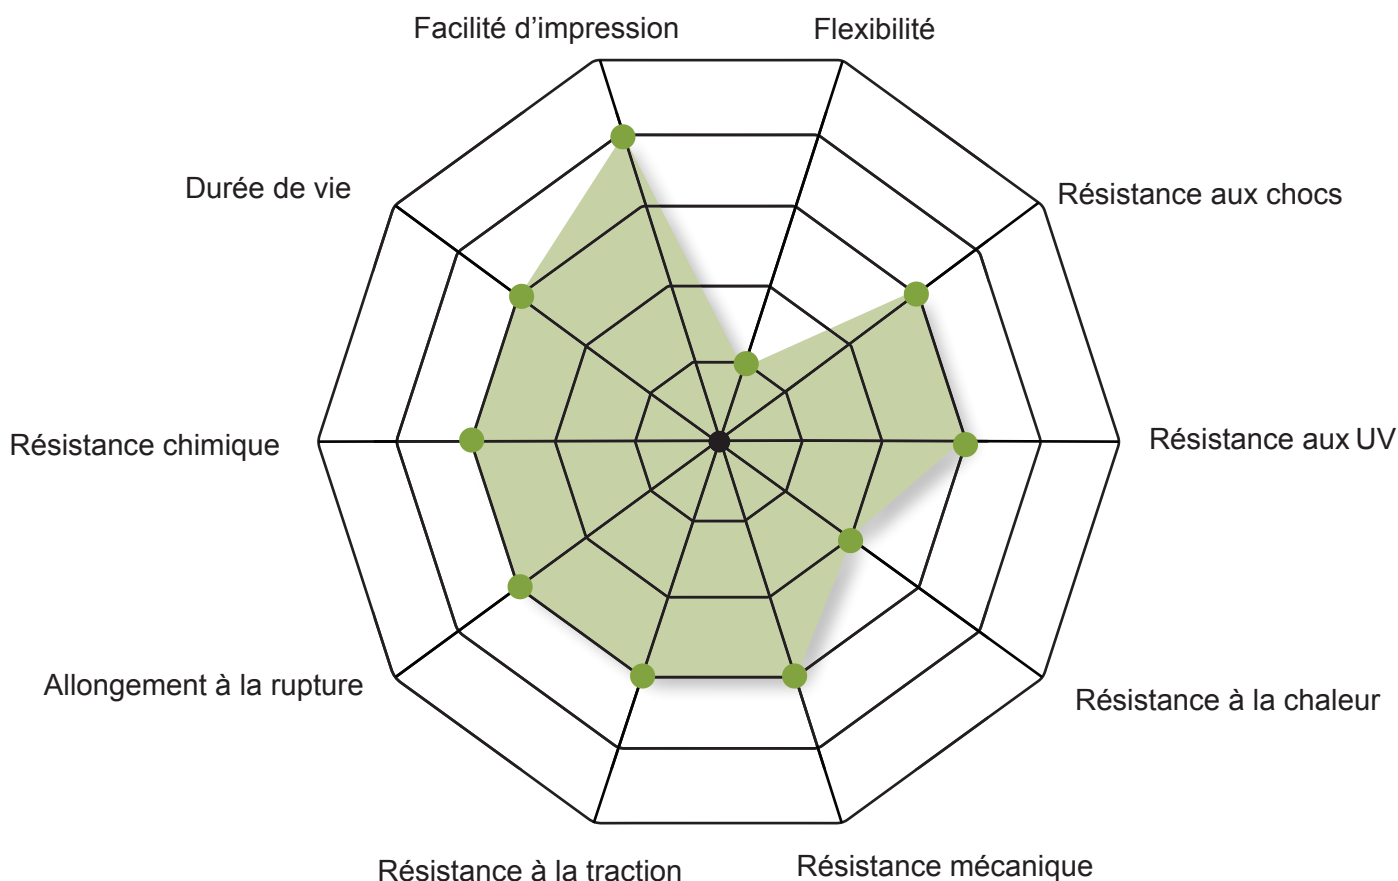 Facilité d’impression
Flexibilité
Durée de vie
Résistance aux chocs
Résistance chimique
Résistance aux UV
Allongement à la rupture
Résistance à la chaleur
Résistance à la traction
Résistance mécanique